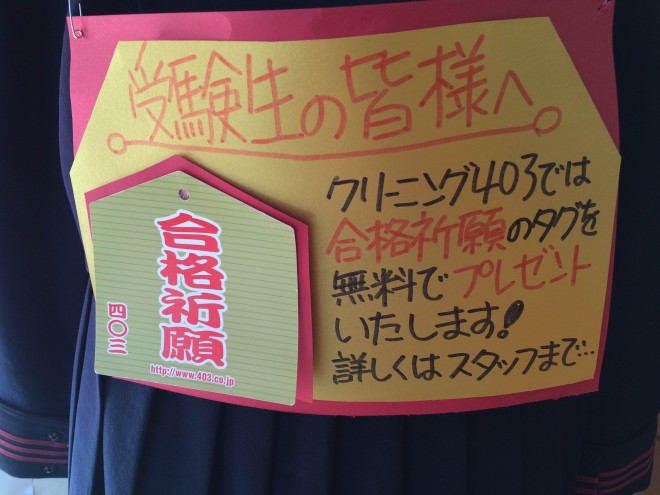 受験生の皆様へ
クリーニング403では
合格祈願のタグを
無料でプレゼント
いたします!
詳しくはスタッフまで…
合格祈願
http://www.403.co.jp
四〇三